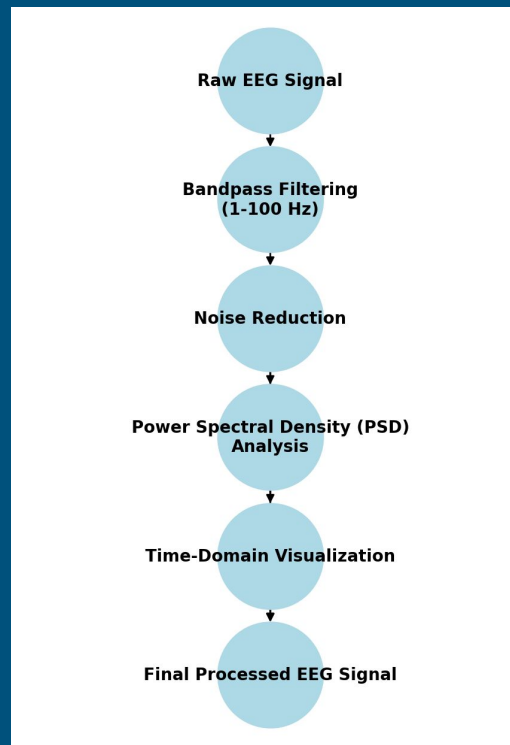 Raw EEG Signal
Bandpass Filtering
(1-100 Hz)
Noise Reduction
Power Spectral Density (PSD)
Analysis
Time-Domain Visualization
Final Processed EEG Signal